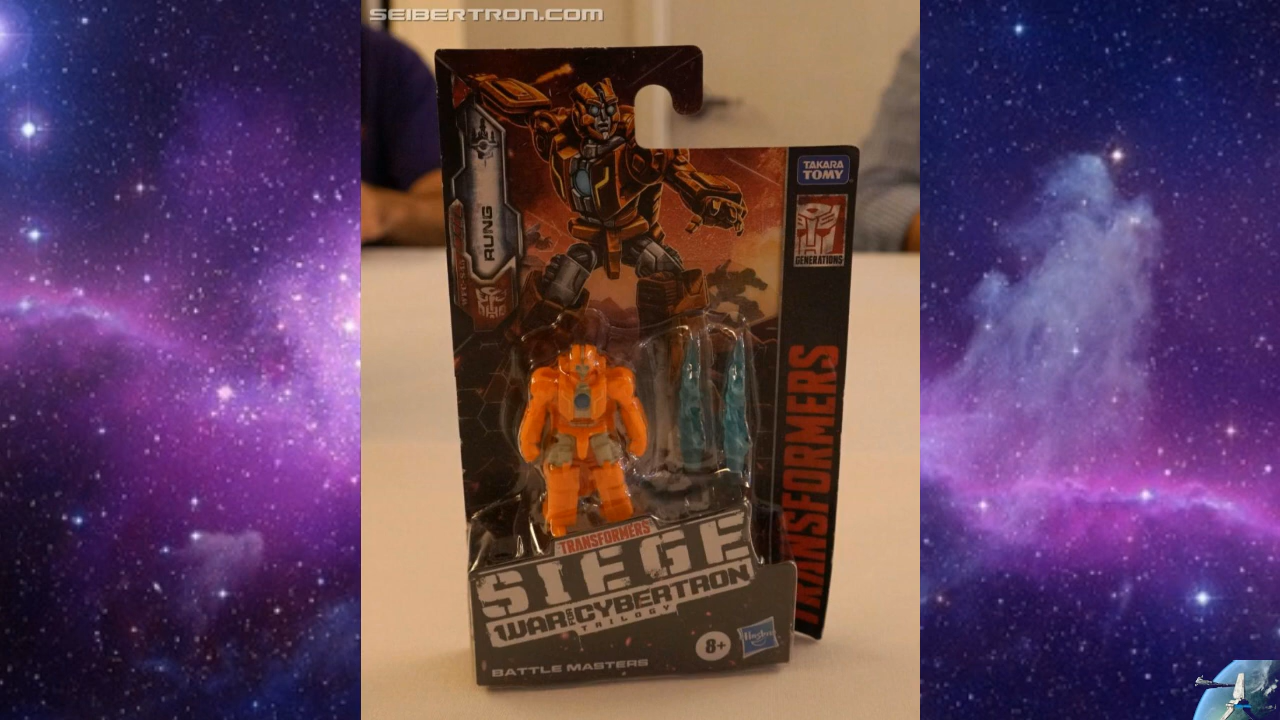 SEIBERTRON.COM
TAKARA
TOMY
GENERATIONS
RUNG
TRANSFORMERS
TRANSFORMERS
SIEGE
WAR FOR CYBERTRON
TRILOGY
8+
Hasbro
BATTLE MASTERS